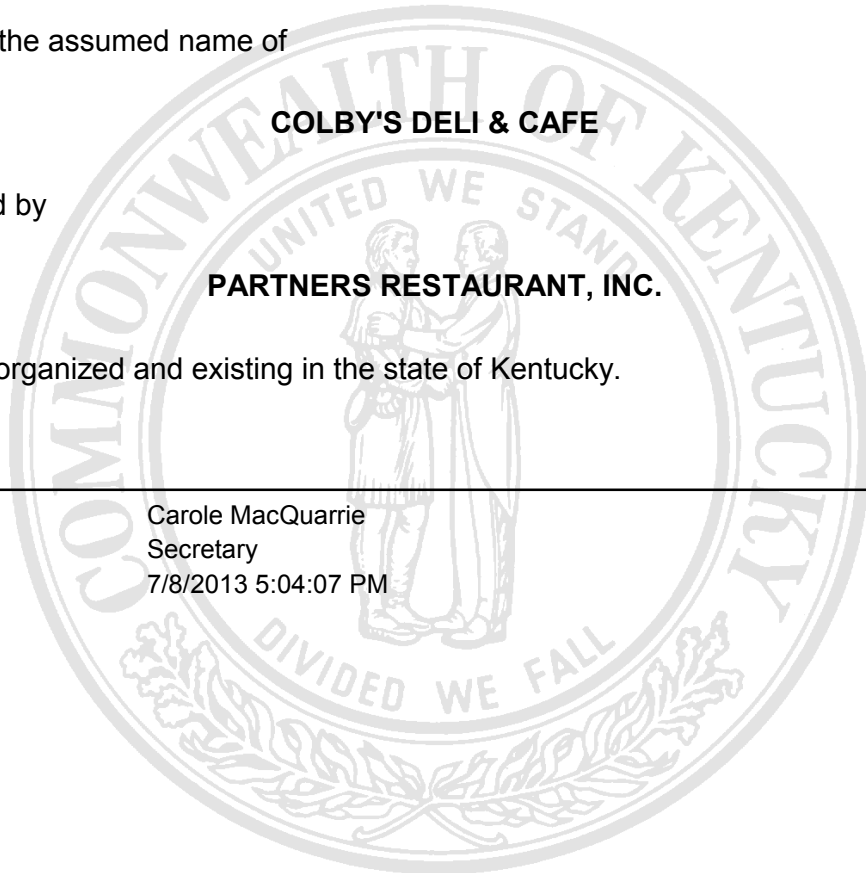 the assumed name of
COLBY'S DELI & CAFE
d by
PARTNERS RESTAURANT, INC.
organized and existing in the state of Kentucky.
Carole MacQuarrie
Secretary
7/8/2013 5:04:07 PM
COMMONWEALTH OF KENTUCKY
UNITED WE STAND
DIVIDED WE FALL